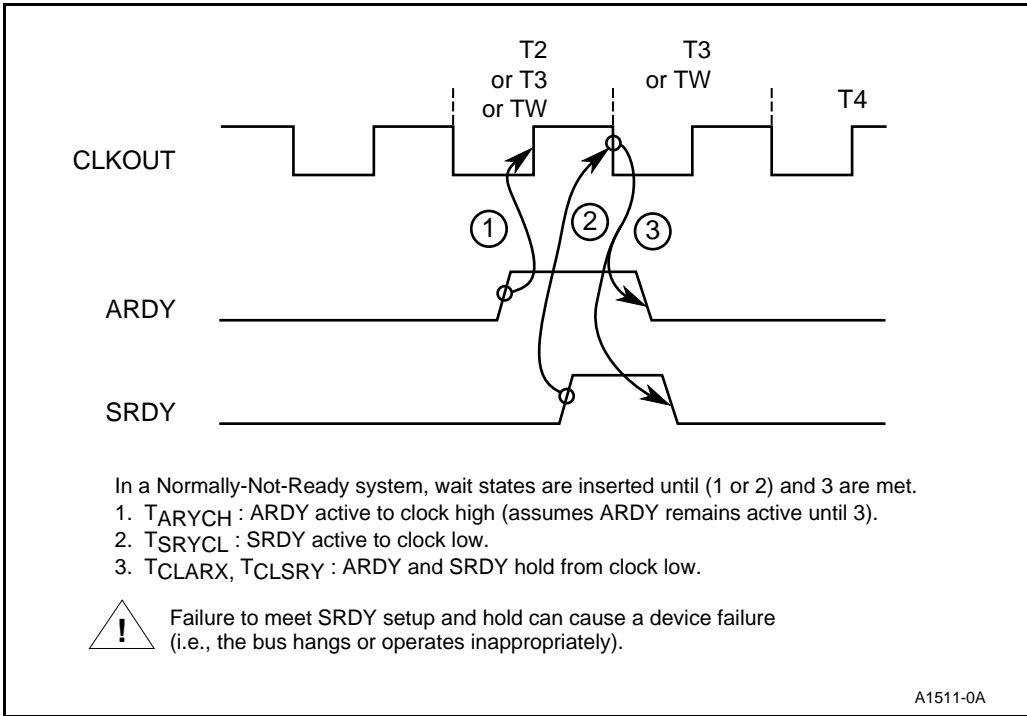 T2
or T3
or TW
T3
or TW
T4
CLKOUT
1
2
3
ARDY
SRDY
In a Normally-Not-Ready system, wait states are inserted until (1 or 2) and 3 are met.
1. TARYCH : ARDY active to clock high (assumes ARDY remains active until 3).
2. TSRYCL : SRDY active to clock low.
3. TCLARX, TCLSRY : ARDY and SRDY hold from clock low.
! Failure to meet SRDY setup and hold can cause a device failure
(i.e., the bus hangs or operates inappropriately).
A1511-0A